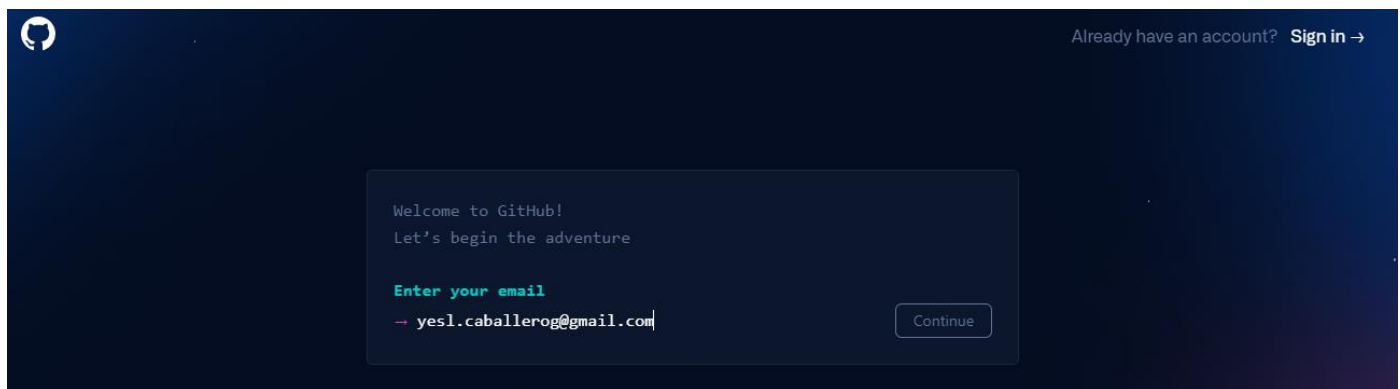 Already have an account? Sign in →
Welcome to GitHub!
Let's begin the adventure
Enter your email
→ yesl.caballerog@gmail.com
Continue